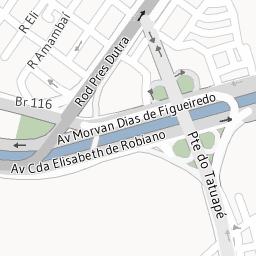 R Eli
R Amambaí
Rod Pres Dutra
Br 116
Av Morvan Dias de Figueiredo
Av Cda Elisabeth de Robiano
Pte do Tatuapé